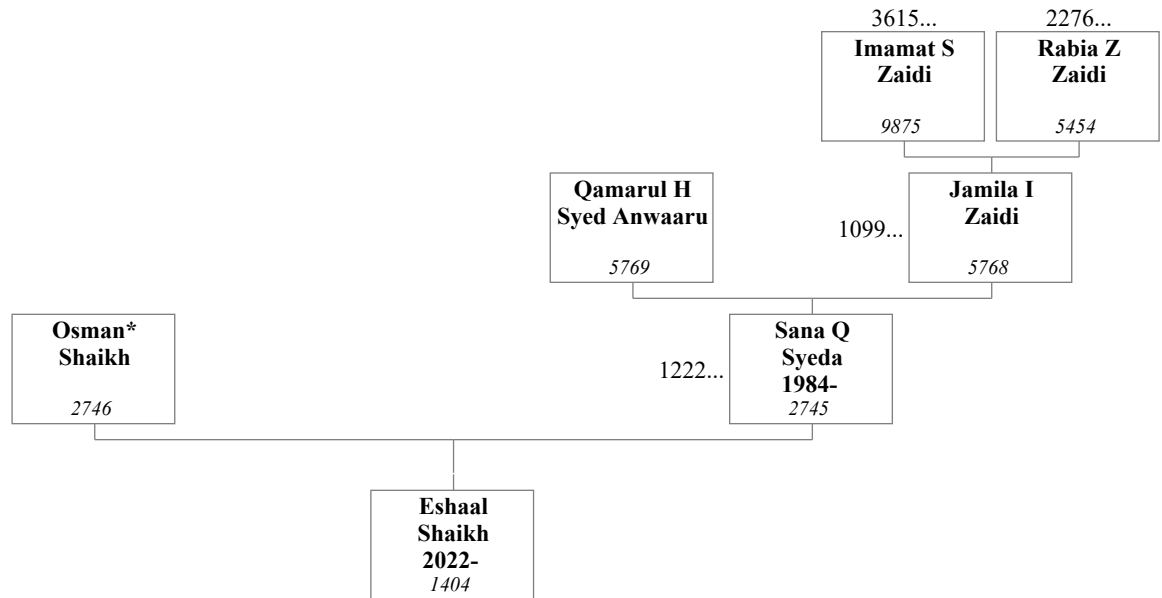 3615...
2276...
Imamat S
Zaidi
9875
Rabia Z
Zaidi
5454
Qamarul H
Syed Anwaaru
5769
1099...
Jamila I
Zaidi
5768
Osman*
Shaikh
2746
1222...
Sana Q
Syeda
1984-
2745
Eshaal
Shaikh
2022-
1404